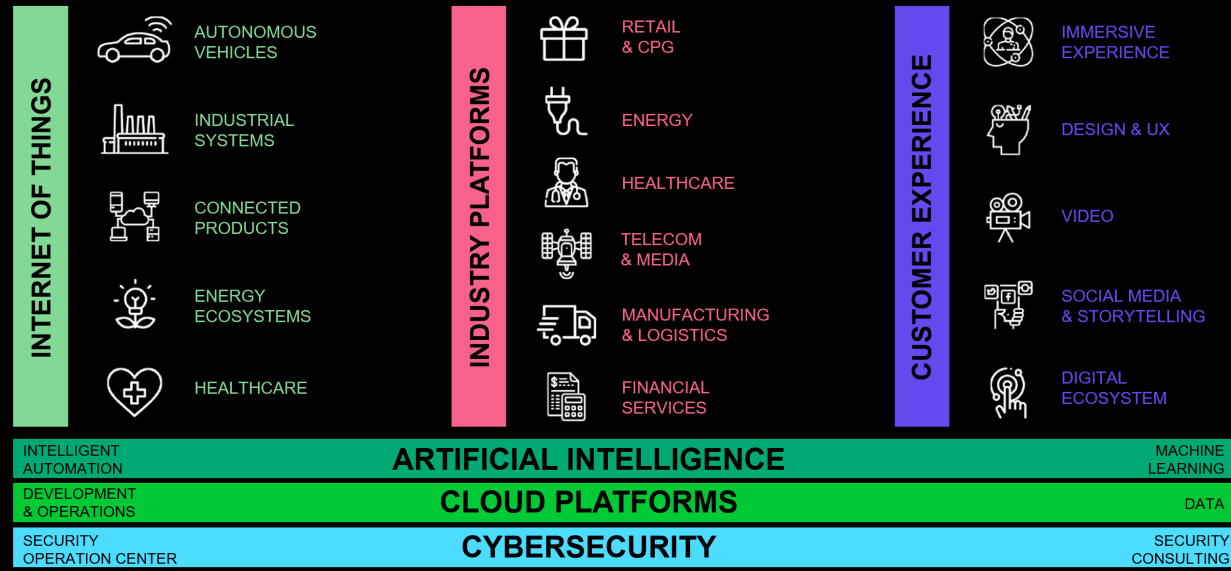 INTERNET OF THINGS
AUTONOMOUS
VEHICLES
INDUSTRIAL
SYSTEMS
CONNECTED
PRODUCTS
ENERGY
ECOSYSTEMS
HEALTHCARE
INDUSTRY PLATFORMS
RETAIL
& CPG
ENERGY
HEALTHCARE
TELECOM
& MEDIA
MANUFACTURING
& LOGISTICS
FINANCIAL
SERVICES
CUSTOMER EXPERIENCE
IMMERSIVE
EXPERIENCE
DESIGN & UX
VIDEO
SOCIAL MEDIA
& STORYTELLING
DIGITAL
ECOSYSTEM
INTELLIGENT
AUTOMATION
ARTIFICIAL INTELLIGENCE
MACHINE
LEARNING
DEVELOPMENT
& OPERATIONS
CLOUD PLATFORMS
DATA
SECURITY
OPERATION CENTER
CYBERSECURITY
SECURITY
CONSULTING